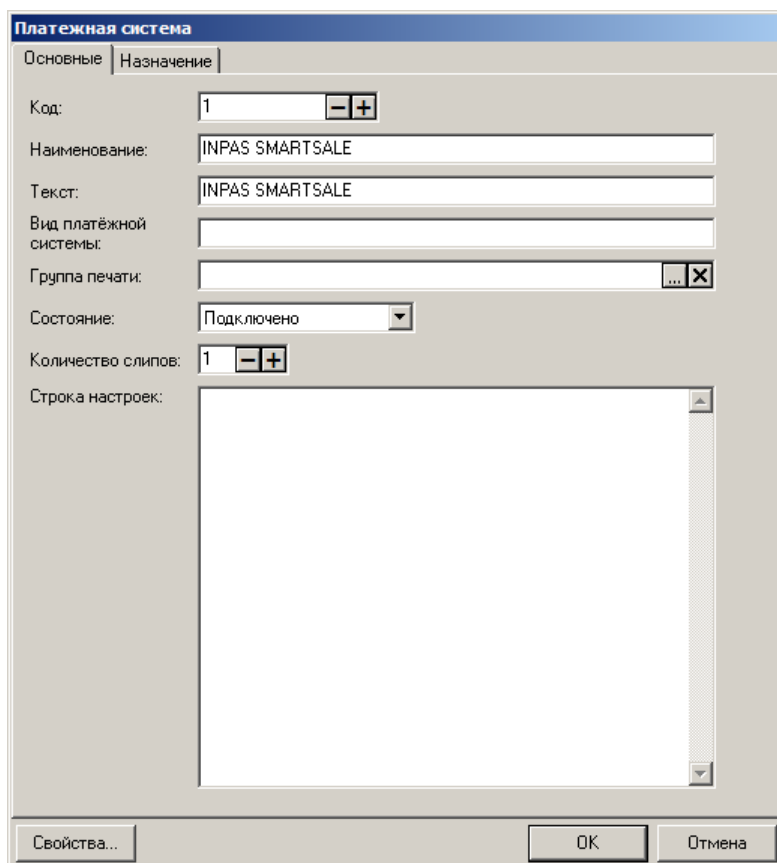 Платежная система
Основные Назначение
Код: 1
Наименование: INPAS SMARTSALE
Текст: INPAS SMARTSALE
Вид платёжной
системы:
Группа печати: ...
Состояние: Подключено
Количество слипов: 1
Строка настроек:
Свойства... OK Отмена